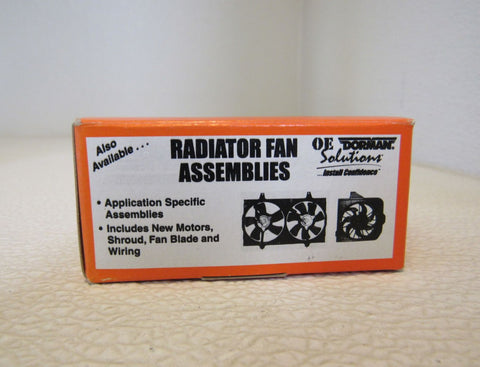 Also
Available . . .
RADIATOR FAN
ASSEMBLIES
OE DORMAN
Solutions
...Install Confidence
• Application Specific
Assemblies
• Includes New Motors,
Shroud, Fan Blade and
Wiring